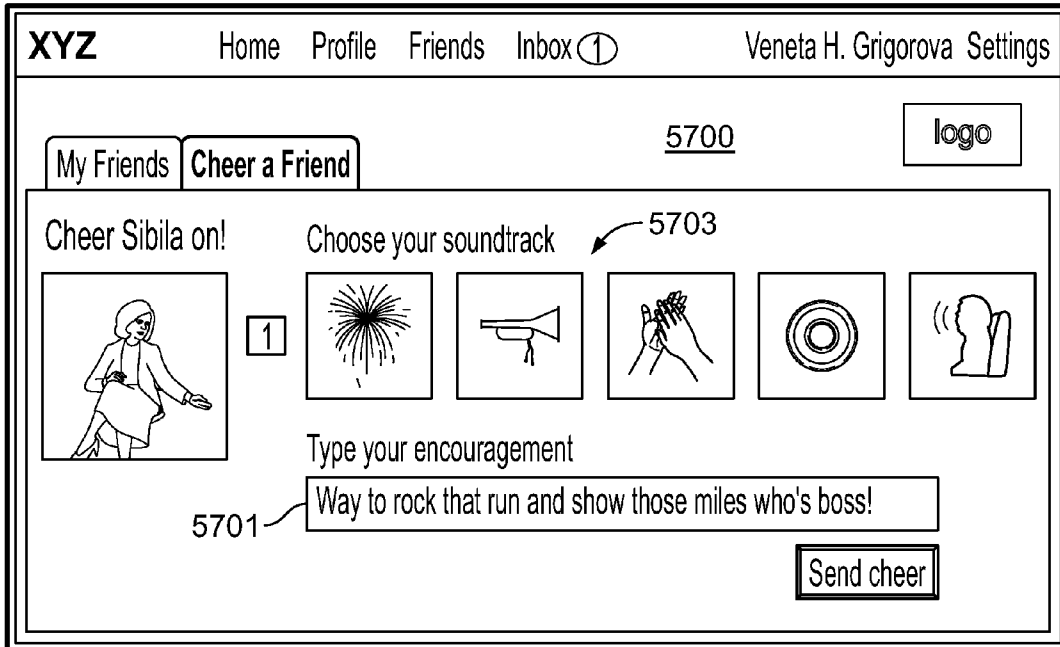 XYZ Home Profile Friends Inbox 1 Veneta H. Grigorova Settings
5700 logo
My Friends Cheer a Friend
Cheer Sibila on! Choose your soundtrack 5703
1
Type your encouragement
5701 Way to rock that run and show those miles who's boss!
Send cheer